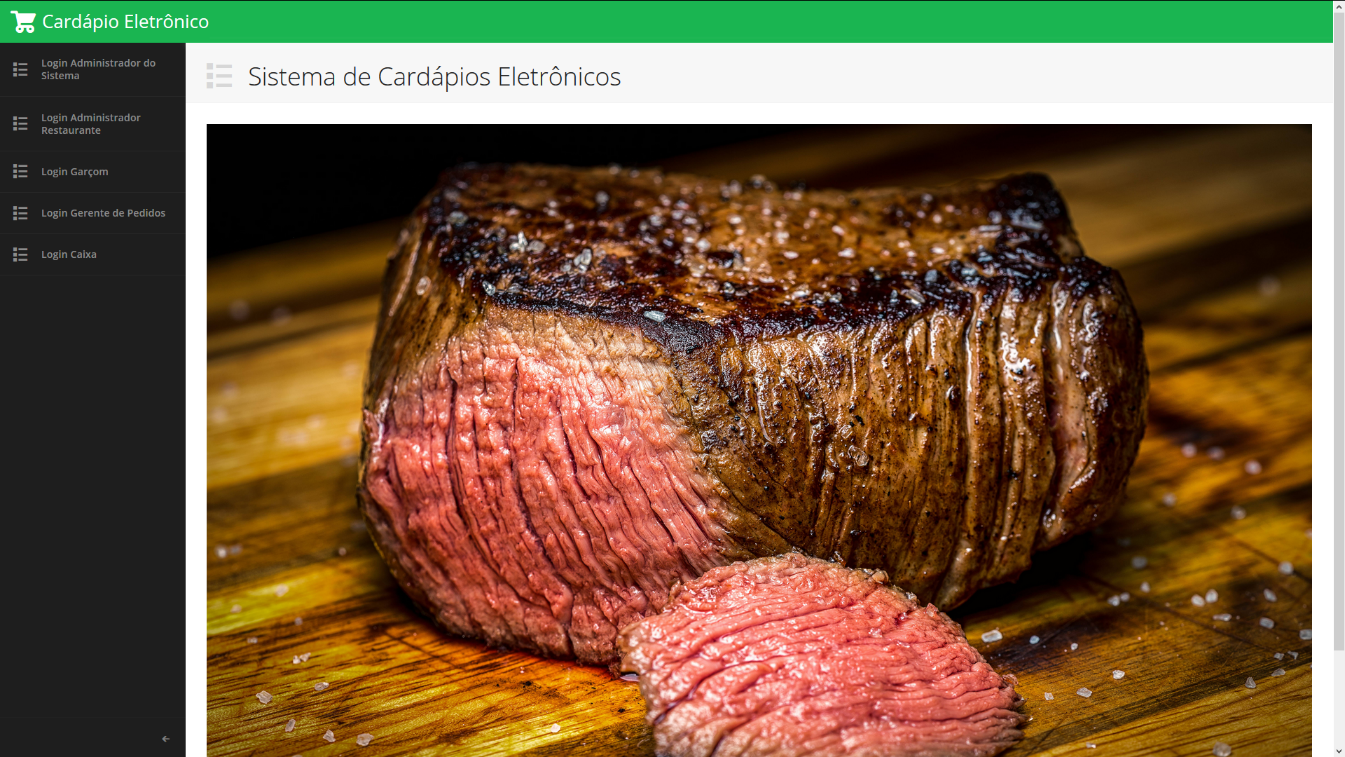 Cardápio Eletrônico
Login Administrador do
Sistema
Login Administrador
Restaurante
Login Garçom
Login Gerente de Pedidos
Login Caixa
Sistema de Cardápios Eletrônicos